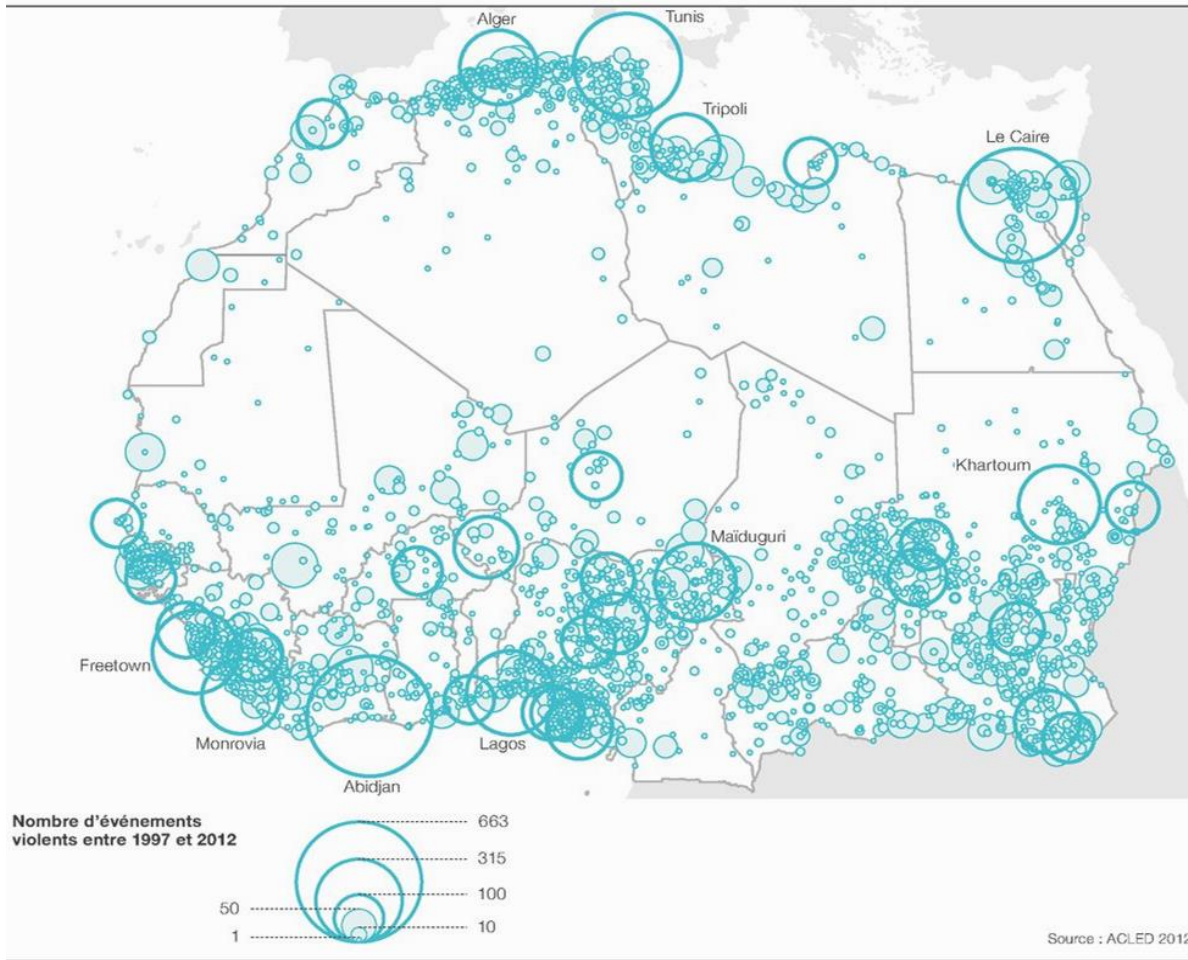 Alger
Tunis
Tripoli
Le Caire
Khartoum
Maïduguri
Freetown
Monrovia
Lagos
Abidjan
Nombre d'événements
violents entre 1997 et 2012
663
315
100
50
10
1
Source : ACLED 2012